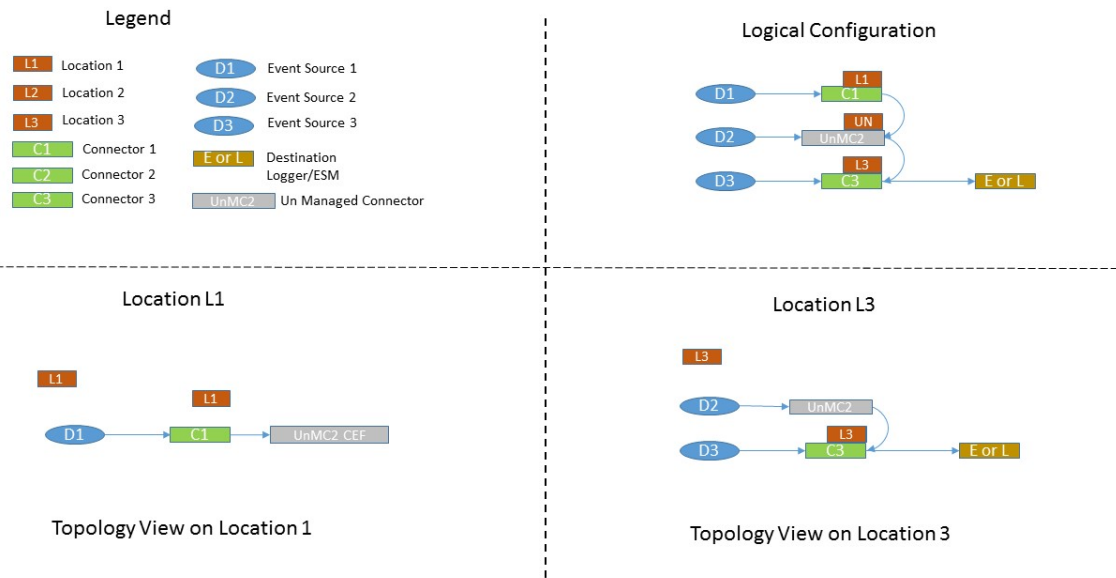 Legend
L1 Location 1
L2 Location 2
L3 Location 3
C1 Connector 1
C2 Connector 2
C3 Connector 3
D1 Event Source 1
D2 Event Source 2
D3 Event Source 3
E or L Destination
Logger/ESM
UnMC2 Un Managed Connector
Logical Configuration
L1
D1 C1
UN
D2 UnMC2
L3
D3 C3 E or L
Location L1
L1
L1
D1 C1 UnMC2 CEF
Topology View on Location 1
Location L3
L3
D2 UnMC2
L3
D3 C3 E or L
Topology View on Location 3